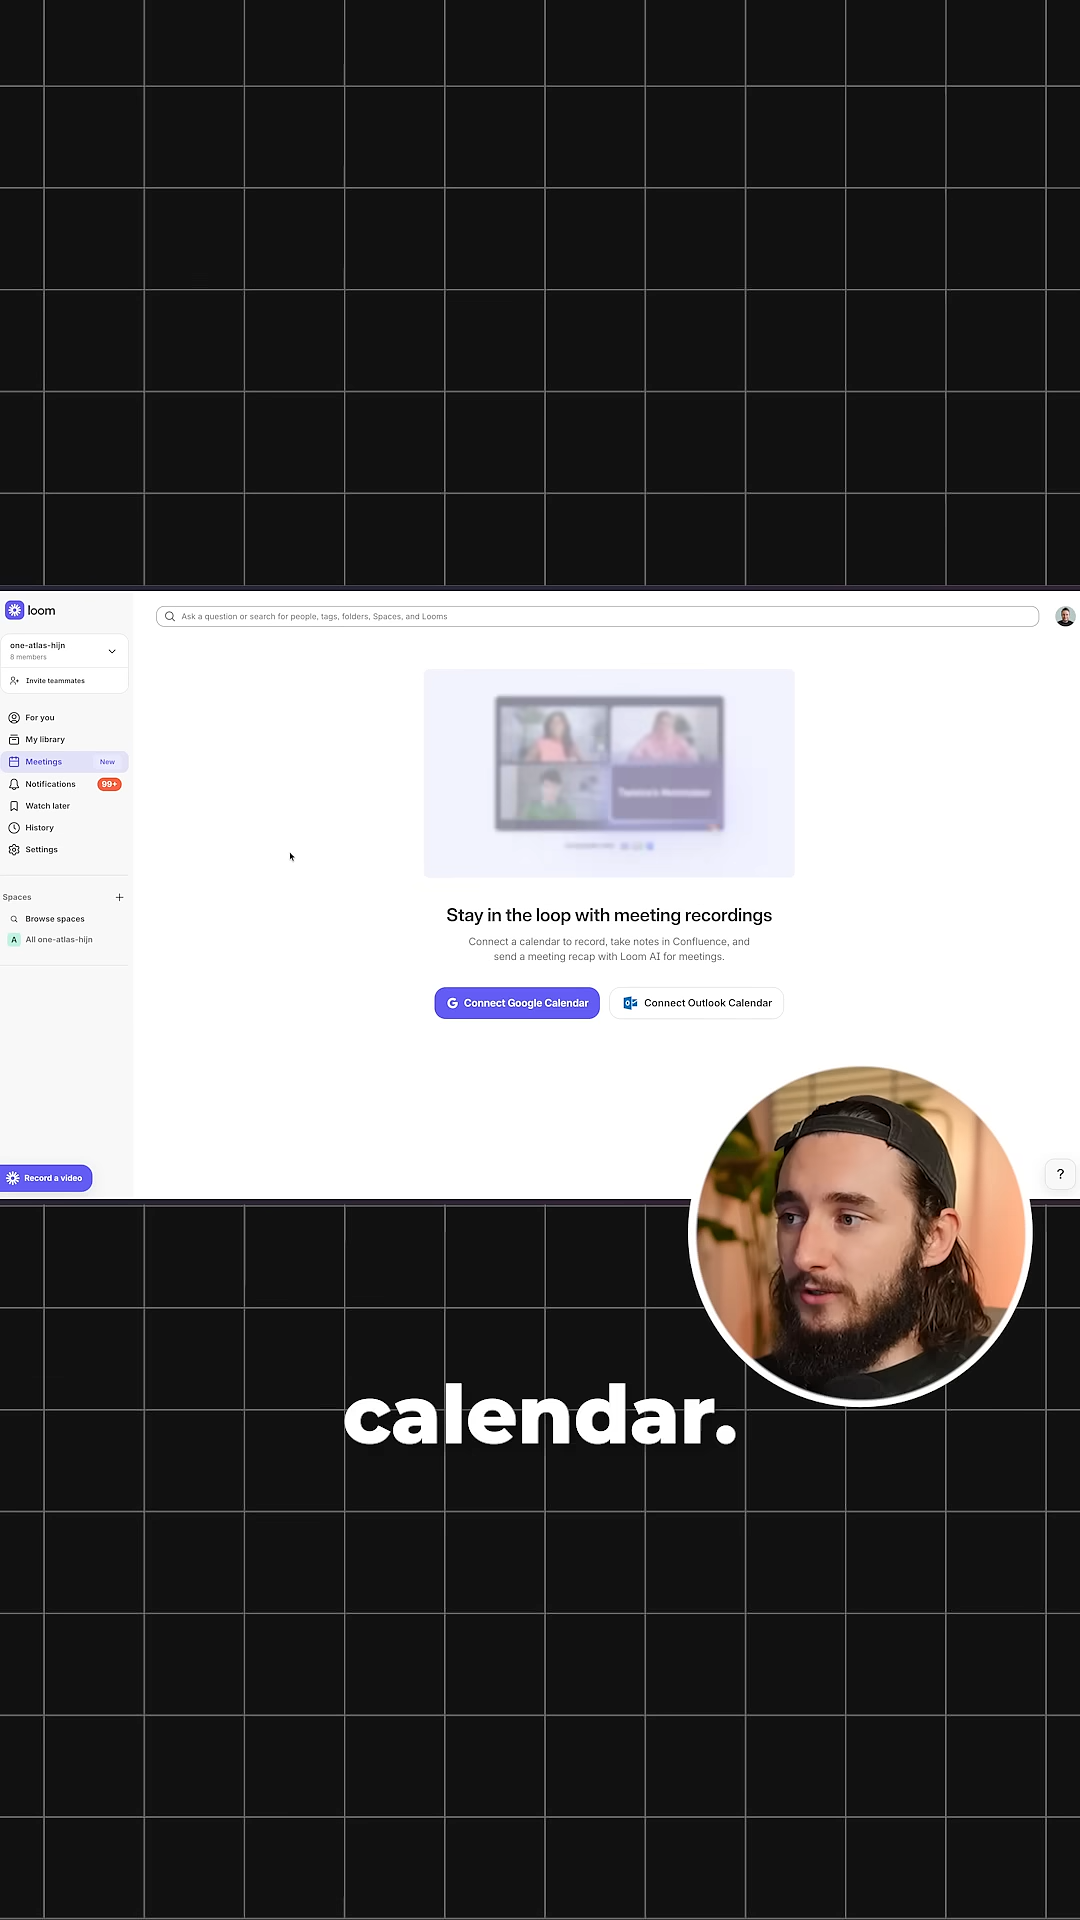 loom
Ask a question or search for people, tags, folders, Spaces, and Looms
one-atlas-hijn
8 members
Invite teammates
For you
My library
Meetings New
Notifications 99+
Watch later
History
Settings
Spaces
Browse spaces
A All one-atlas-hijn
Stay in the loop with meeting recordings
Connect a calendar to record, take notes in Confluence, and
send a meeting recap with Loom AI for meetings.
Connect Google Calendar
Connect Outlook Calendar
Record a video
?
calendar.